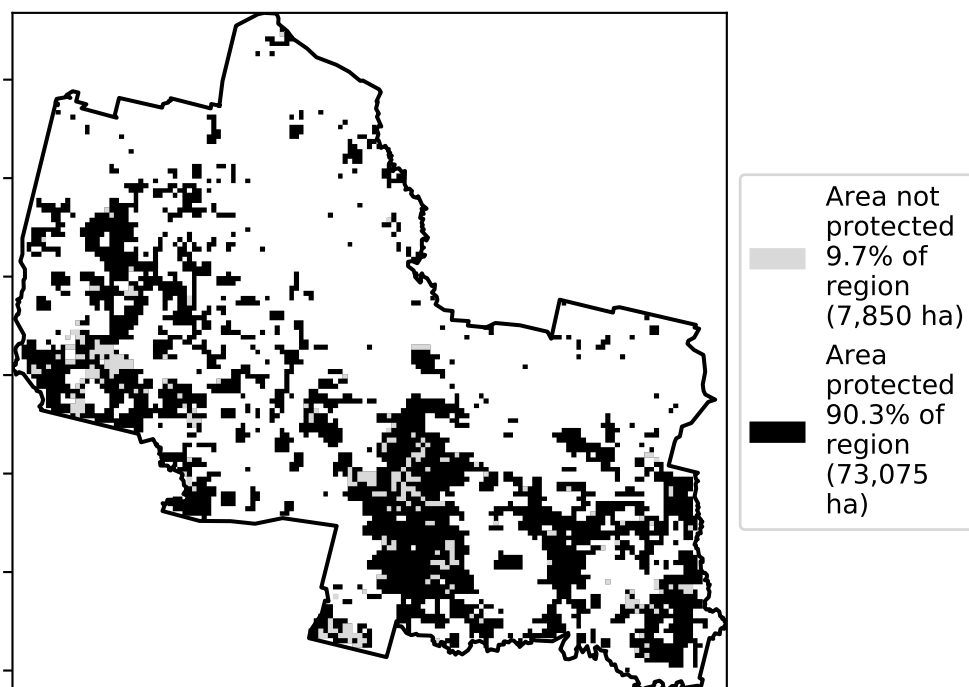 Area not
protected
9.7% of
region
(7,850 ha)
Area
protected
90.3% of
region
(73,075
ha)